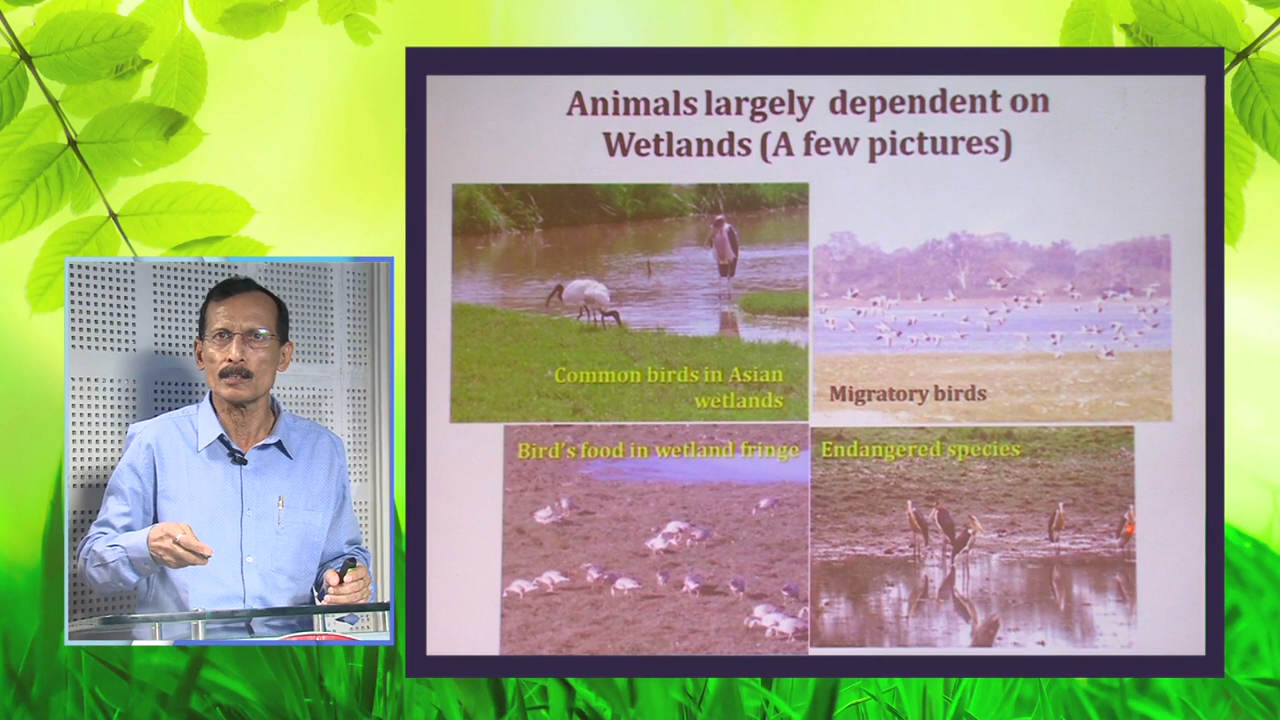 Animals largely dependent on
Wetlands (A few pictures)
Common birds in Asian
wetlands
Migratory birds
Bird's food in wetland fringe
Endangered species